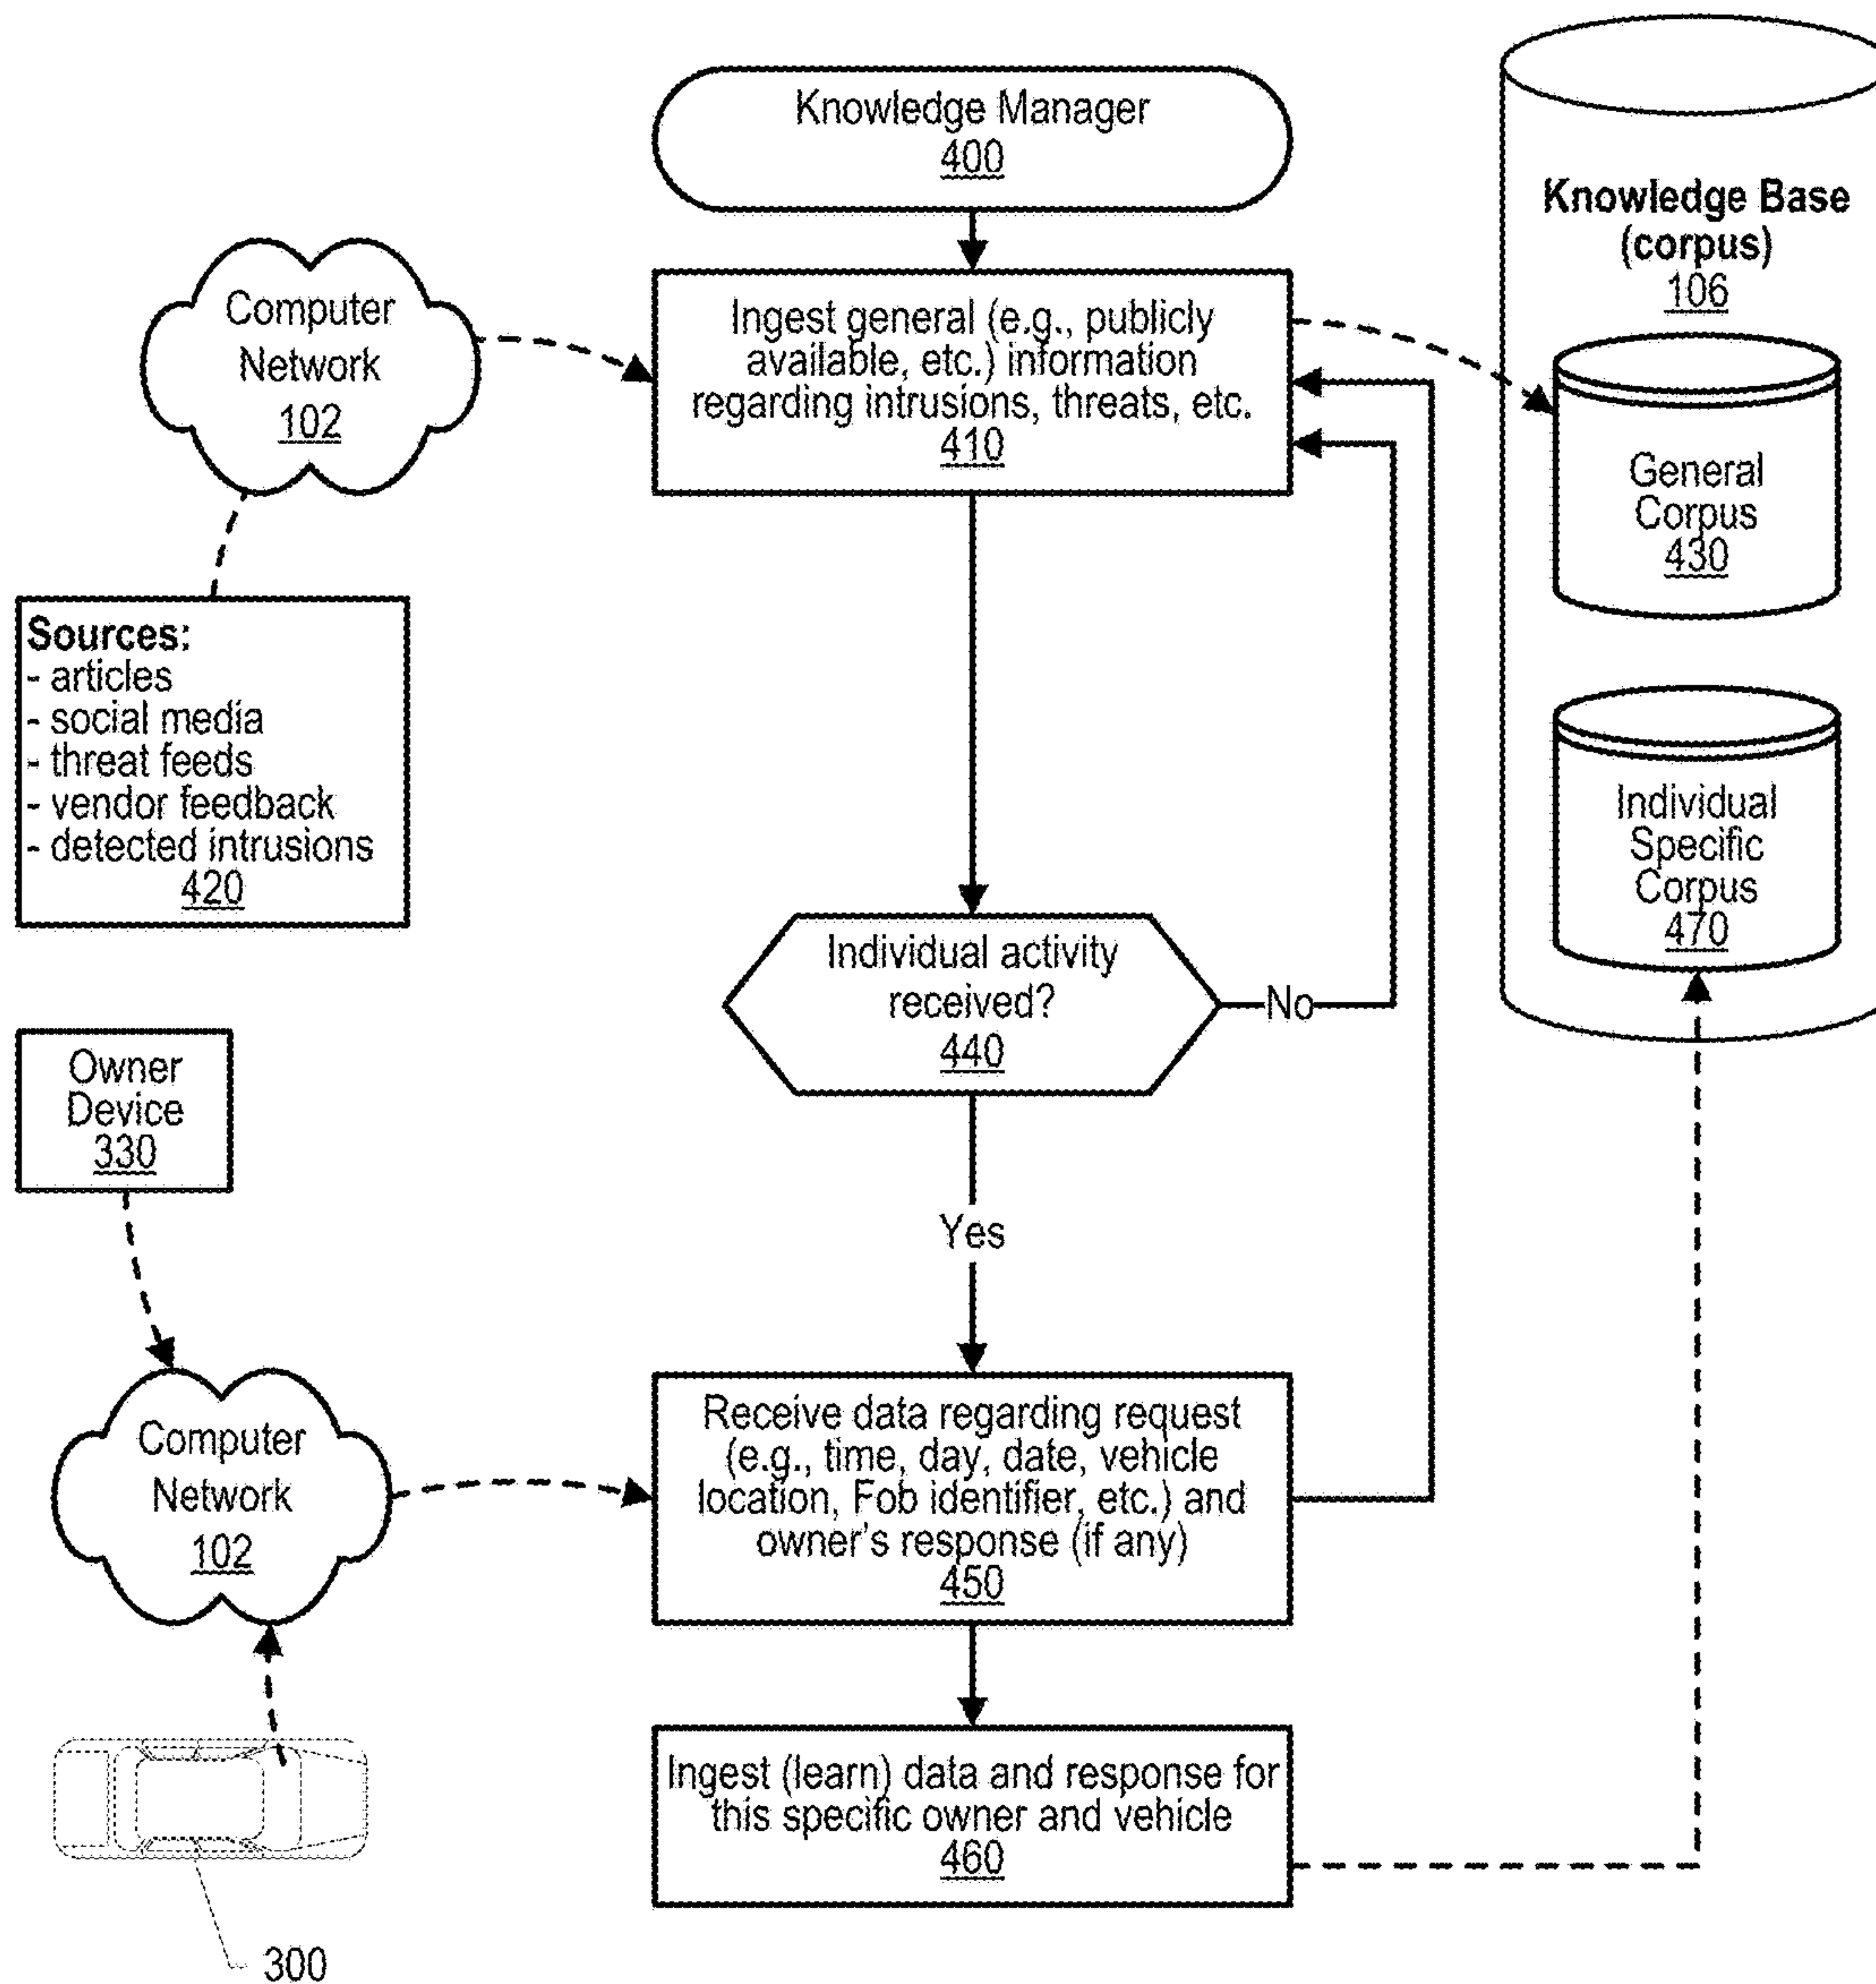 Knowledge Manager
400
Knowledge Base
(corpus)
106
Computer
Network
102
Ingest general (e.g., publicly
available, etc.) information
regarding intrusions, threats, etc.
410
General
Corpus
430
Sources:
- articles
- social media
- threat feeds
- vendor feedback
- detected intrusions
420
Individual
Specific
Corpus
470
Individual activity
received?
440
No
Owner
Device
330
Yes
Computer
Network
102
Receive data regarding request
(e.g., time, day, date, vehicle
location, Fob identifier, etc.) and
owner's response (if any)
450
Ingest (learn) data and response for
this specific owner and vehicle
460
300